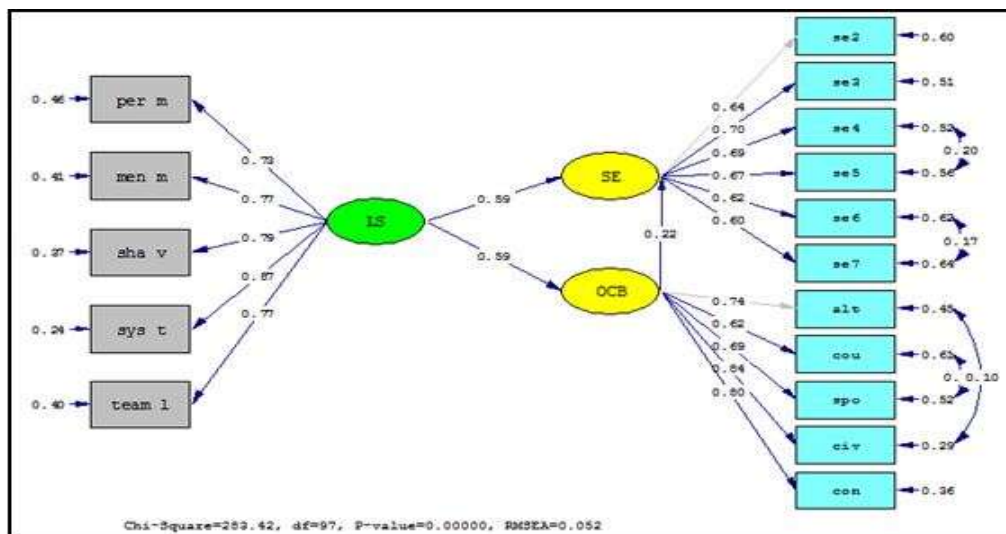 se2
0.60
0.46
per m
0.64
se3
0.51
0.70
se4
0.52
0.73
0.69
0.20
0.41
men m
SE
0.67
se5
0.56
0.77
0.59
0.62
se6
0.62
LS
0.60
0.17
0.37
sha v
0.79
0.22
se7
0.64
0.59
0.87
OCB
0.74
alt
0.45
0.24
sys t
0.77
0.62
cou
0.69
0.10
0.84
spo
0.52
0.80
0.40
team l
civ
0.29
con
0.36
Chi-Square=283.42, df=97, P-value=0.00000, RMSEA=0.052